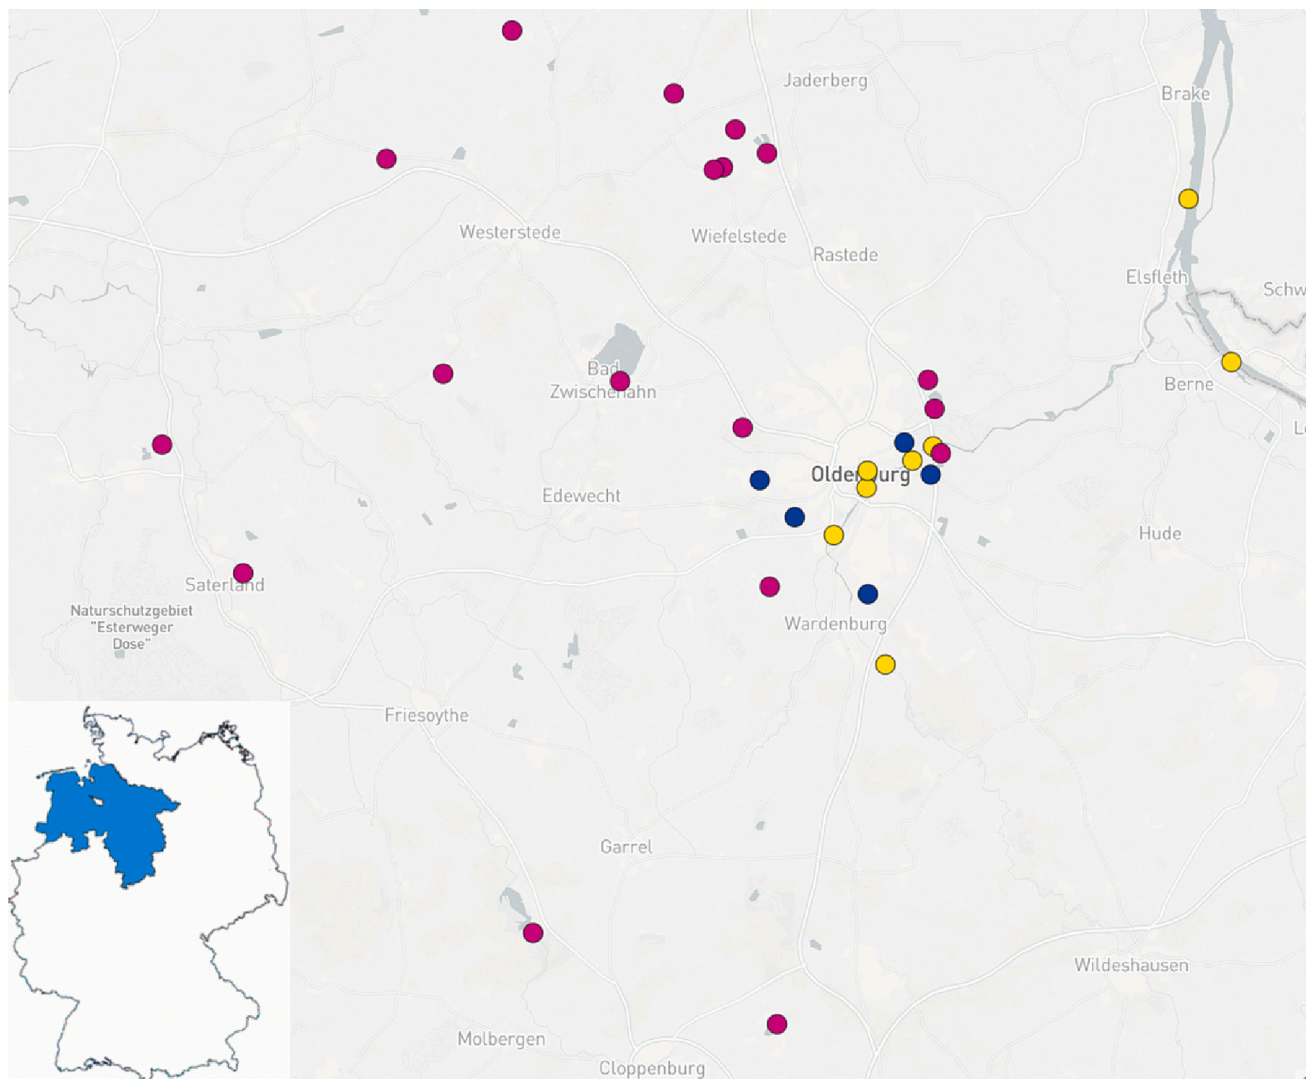 Jaderberg
Brake
Westerstede
Wiefelstede
Rastede
Elsfleth
Schw
Bad
Zwischenahn
Berne
Oldenburg
Edewecht
Hude
Saterland
Naturschutzgebiet
"Esterweger
Dose"
Wardenburg
Friesoythe
Garrel
Wildeshausen
Molbergen
Cloppenburg